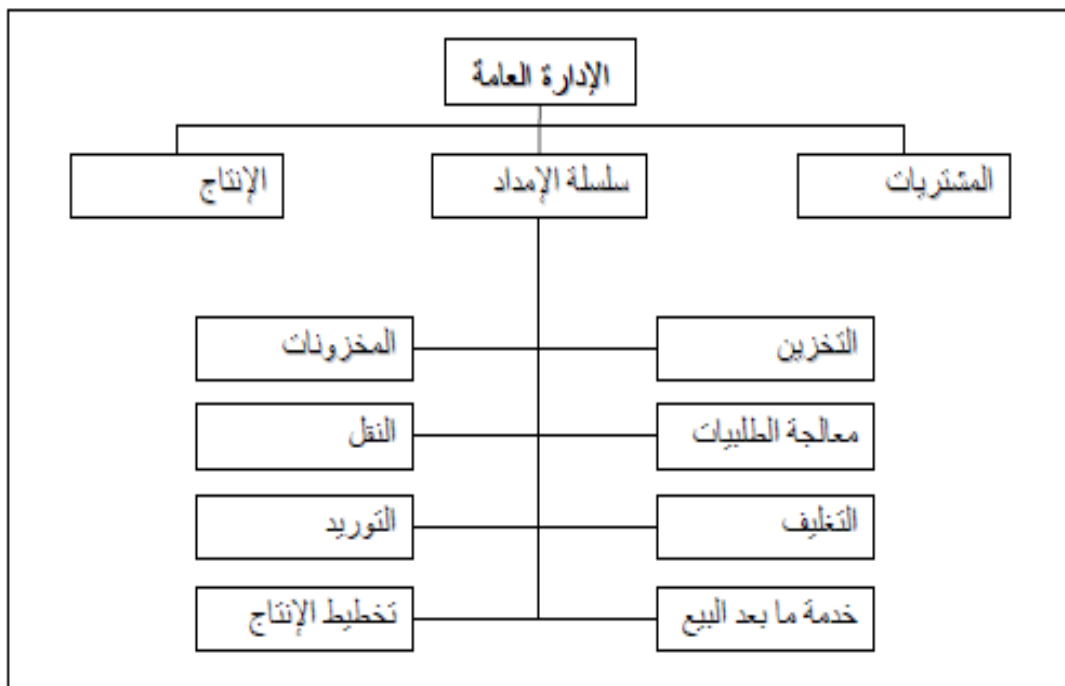 الإدارة العامة
المشتريات
سلسلة الإمداد
الإنتاج
التخزين
المخزونات
معالجة الطلبيات
النقل
التغليف
التوريد
خدمة ما بعد البيع
تخطيط الإنتاج